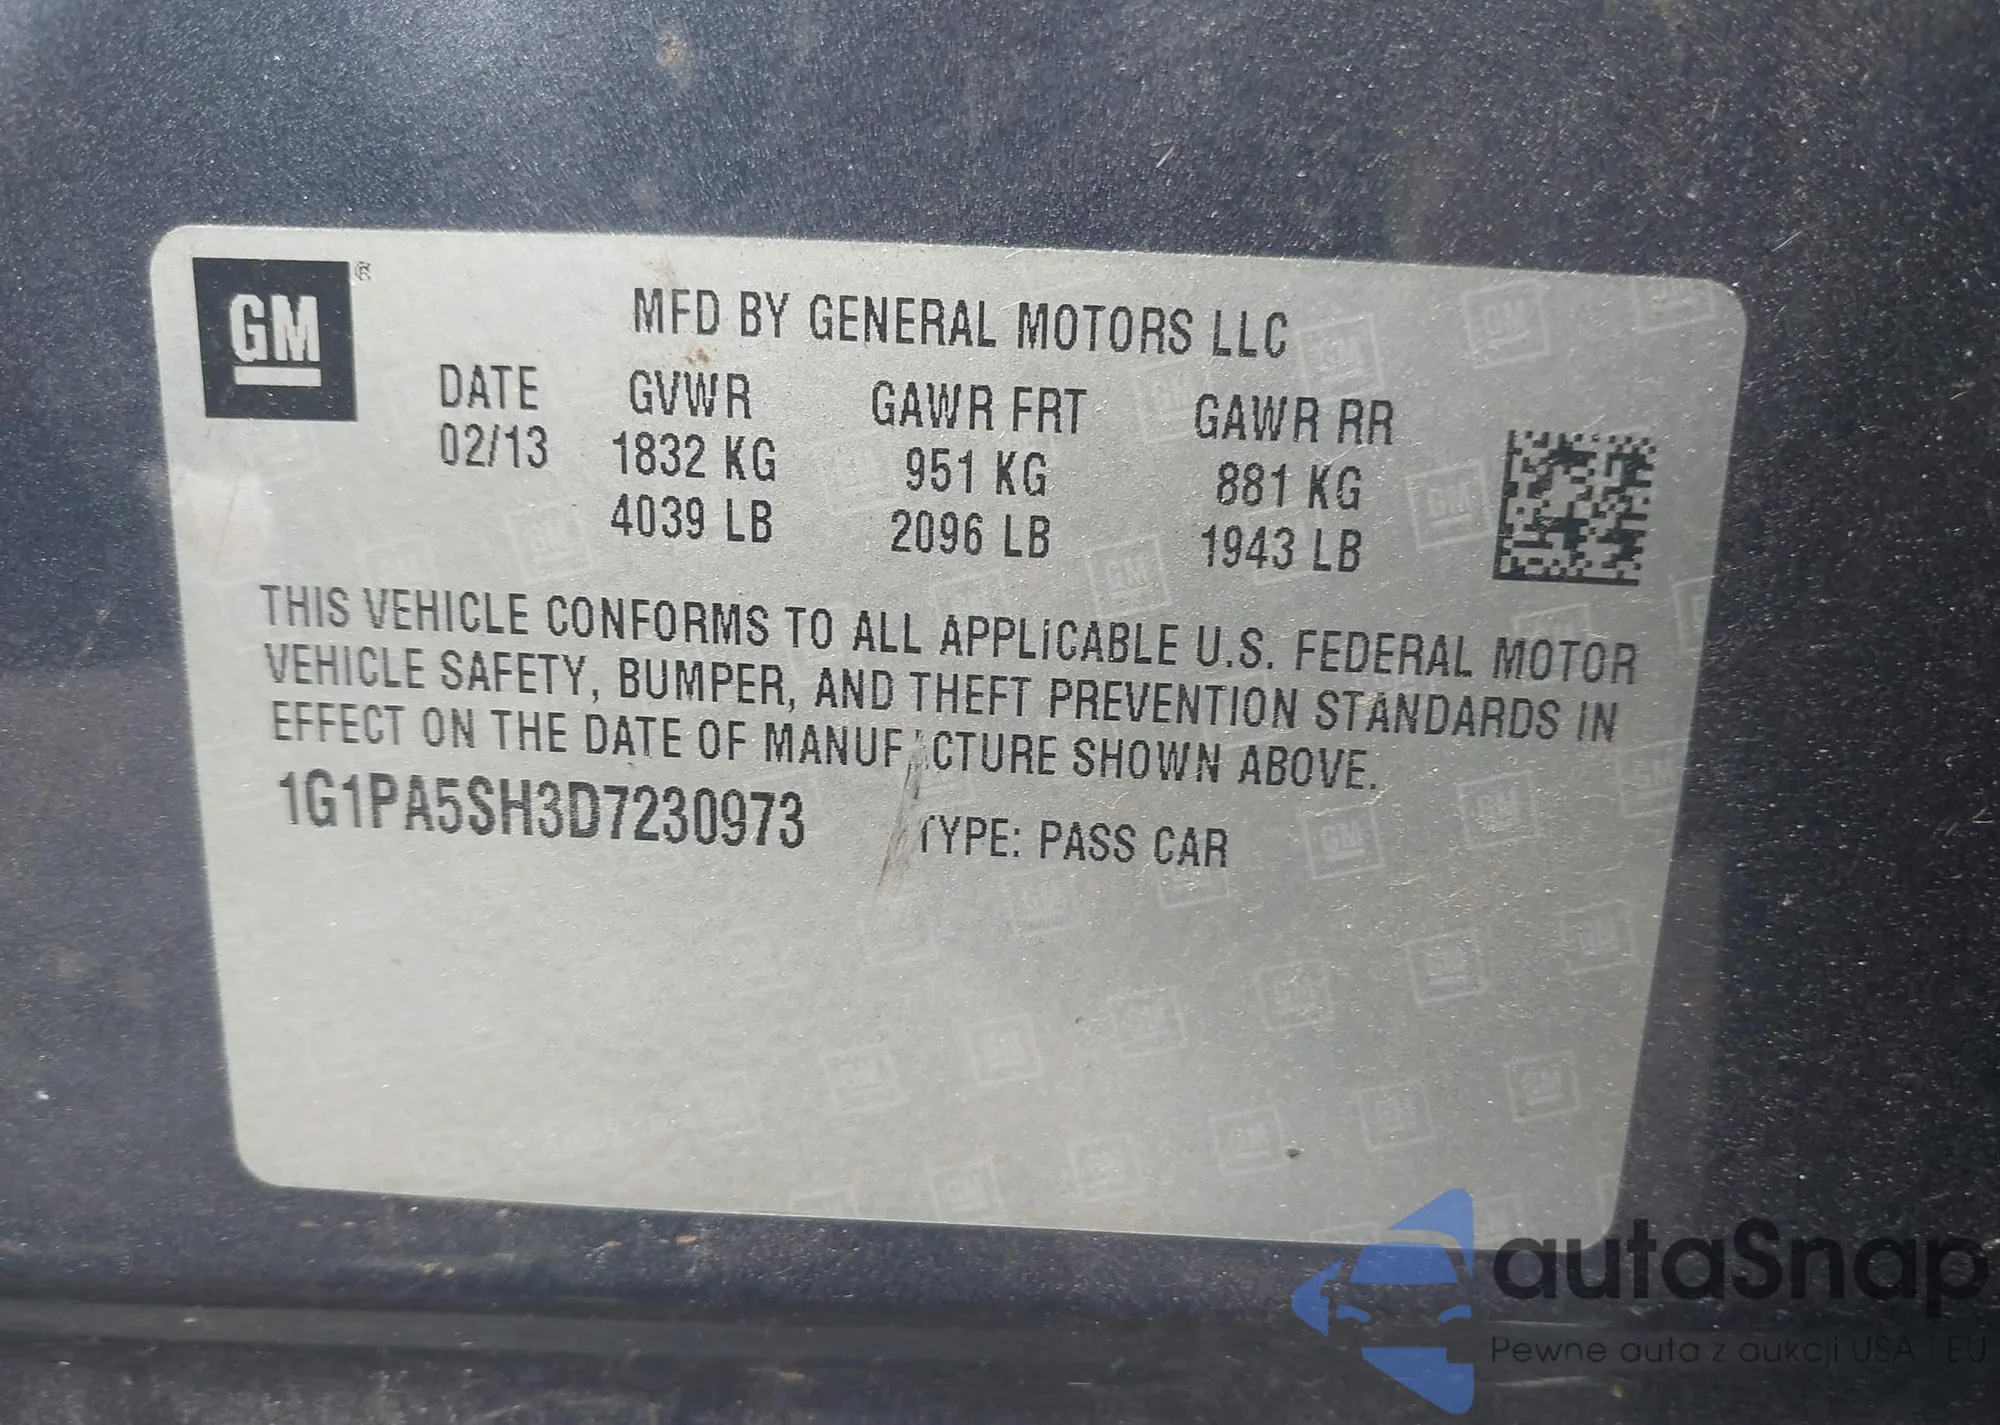 GM ®
MFD BY GENERAL MOTORS LLC
DATE GVWR GAWR FRT GAWR RR
02/13 1832 KG 951 KG 881 KG
4039 LB 2096 LB 1943 LB
THIS VEHICLE CONFORMS TO ALL APPLICABLE U.S. FEDERAL MOTOR
VEHICLE SAFETY, BUMPER, AND THEFT PREVENTION STANDARDS IN
EFFECT ON THE DATE OF MANUFACTURE SHOWN ABOVE.
1G1PA5SH3D7230973 TYPE: PASS CAR
autaSnap
Pewne auta z aukcji USA i EU